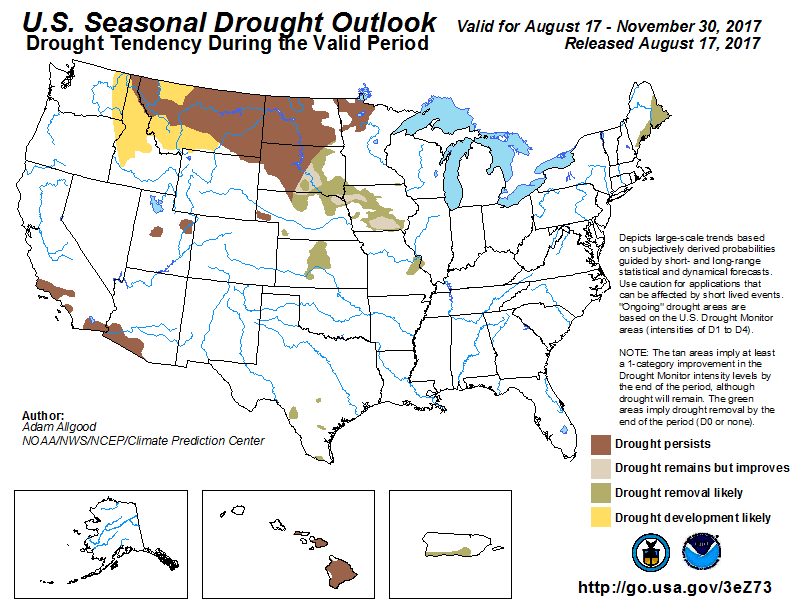 U.S. Seasonal Drought Outlook
Drought Tendency During the Valid Period
Valid for August 17 - November 30, 2017
Released August 17, 2017
Depicts large-scale trends based
on subjectively derived probabilities
guided by short- and long-range
statistical and dynamical forecasts.
Use caution for applications that
can be affected by short lived events.
"Ongoing" drought areas are
based on the U.S. Drought Monitor
areas (intensities of D1 to D4).
NOTE: The tan areas imply at least
a 1-category improvement in the
Drought Monitor intensity levels by
the end of the period, although
drought will remain. The green
areas imply drought removal by the
end of the period (D0 or none).
Author:
Adam Allgood
NOAA/NWS/NCEP/Climate Prediction Center
Drought persists
Drought remains but improves
Drought removal likely
Drought development likely
http://go.usa.gov/3eZ73